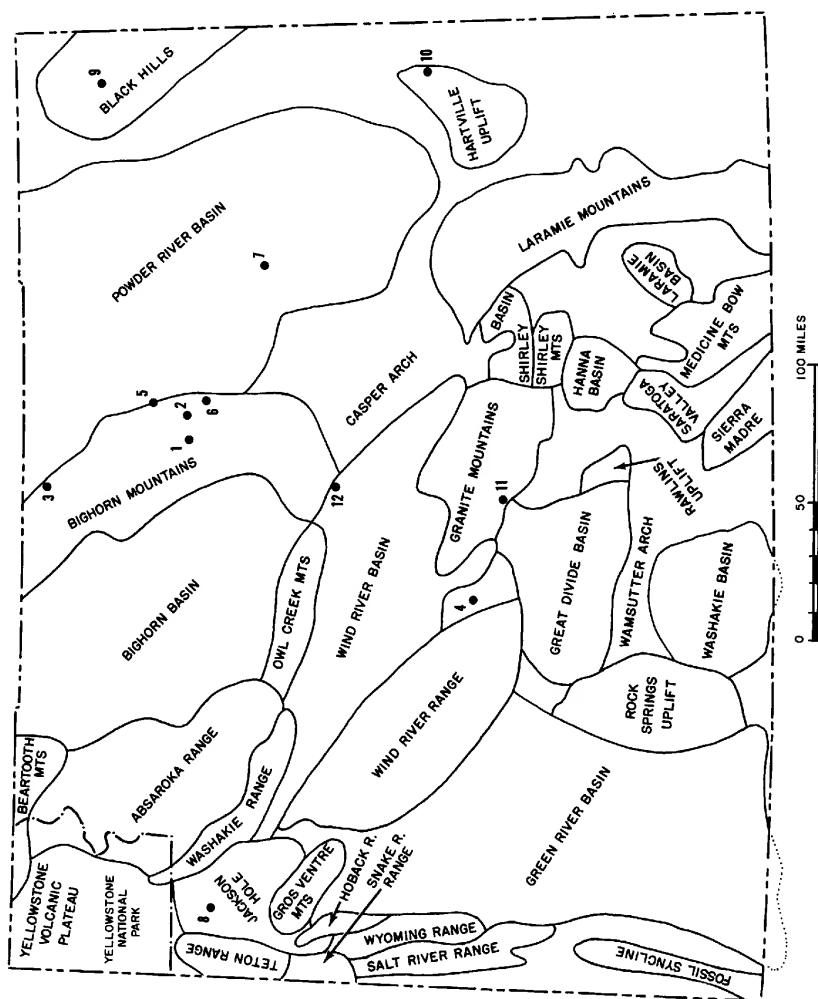 YELLOWSTONE
VOLCANIC
PLATEAU
YELLOWSTONE
NATIONAL
PARK
BEARTOOTH
MTS
ABSAROKA RANGE
WASHAKIE RANGE
TETON RANGE
JACKSON
HOLE
8
GROS VENTRE
MTS
HOBACK R.
SNAKE R.
RANGE
WYOMING RANGE
SALT RIVER RANGE
FOSSIL SYNCLINE
GREEN RIVER BASIN
WIND RIVER RANGE
BIGHORN BASIN
OWL CREEK MTS
WIND RIVER BASIN
4
ROCK
SPRINGS
UPLIFT
GREAT DIVIDE BASIN
WAMSUTTER ARCH
WASHAKIE BASIN
RAWLINS
UPLIFT
BIGHORN MOUNTAINS
3
1
2
5
6
12
CASPER ARCH
GRANITE MOUNTAINS
11
POWDER RIVER BASIN
7
BLACK HILLS
9
HARTVILLE
UPLIFT
10
LARAMIE MOUNTAINS
SHIRLEY
BASIN
SHIRLEY
MTS
HANNA
BASIN
LARAMIE
BASIN
MEDICINE BOW
MTS
SARATOGA
VALLEY
SIERRA
MADRE
0
50
100 MILES